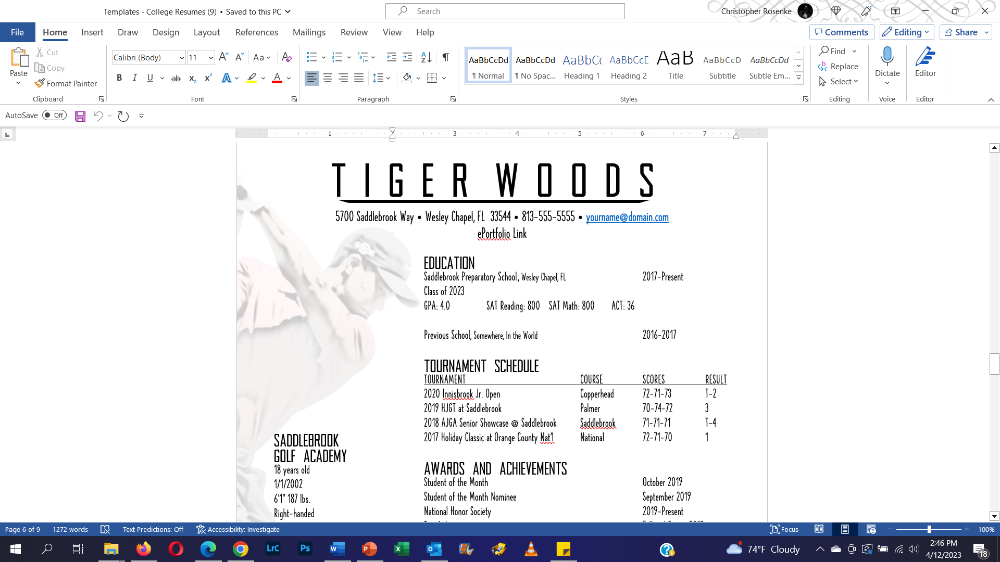 Templates - College Resumes (9) • Saved to this PC
Search
Christopher Rosenke
File Home Insert Draw Design Layout References Mailings Review View Help
Comments Editing Share
Paste
Cut
Copy
Format Painter
Clipboard
Calibri (Body) 11
Font
Paragraph
AaBbCcDd AaBbCcDd AaBbCc AaBbCcD AaB AaBbCcD AaBbCcDd
¶ Normal ¶ No Spac... Heading 1 Heading 2 Title Subtitle Subtle Em...
Styles
Find
Replace
Select
Editing
Dictate
Voice
Editor
Editor
AutoSave Off
1 3 4 5 6 7
TIGER WOODS
5700 Saddlebrook Way • Wesley Chapel, FL 33544 • 813-555-5555 • yourname@domain.com
ePortfolio Link
EDUCATION
Saddlebrook Preparatory School, Wesley Chapel, FL 2017-Present
Class of 2023
GPA: 4.0 SAT Reading: 800 SAT Math: 800 ACT: 36
Previous School, Somewhere, In the World 2016-2017
TOURNAMENT SCHEDULE
TOURNAMENT COURSE SCORES RESULT
2020 Innisbrook Jr. Open Copperhead 72-71-73 T-2
2019 HJGT at Saddlebrook Palmer 70-74-72 3
2018 AJGA Senior Showcase @ Saddlebrook Saddlebrook 71-71-71 T-4
2017 Holiday Classic at Orange County Nat'l National 72-71-70 1
SADDLEBROOK
GOLF ACADEMY
18 years old
1/1/2002
6'1" 187 lbs.
Right-handed
AWARDS AND ACHIEVEMENTS
Student of the Month October 2019
Student of the Month Nominee September 2019
National Honor Society 2019-Present
Page 6 of 9 1272 words Text Predictions: Off Accessibility: Investigate
Focus 100%
LrC Ps
74°F Cloudy
2:46 PM
4/12/2023
18